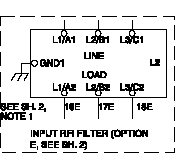 L1/A1 L2/B1 L3/C1
LINE
GND1 L2
LOAD
L1/A2 L2/B2 L3/C2
SEE SH. 2, 16E 17E 18E
NOTE 1
INPUT RFI FILTER (OPTION
E, SEE SH. 2)